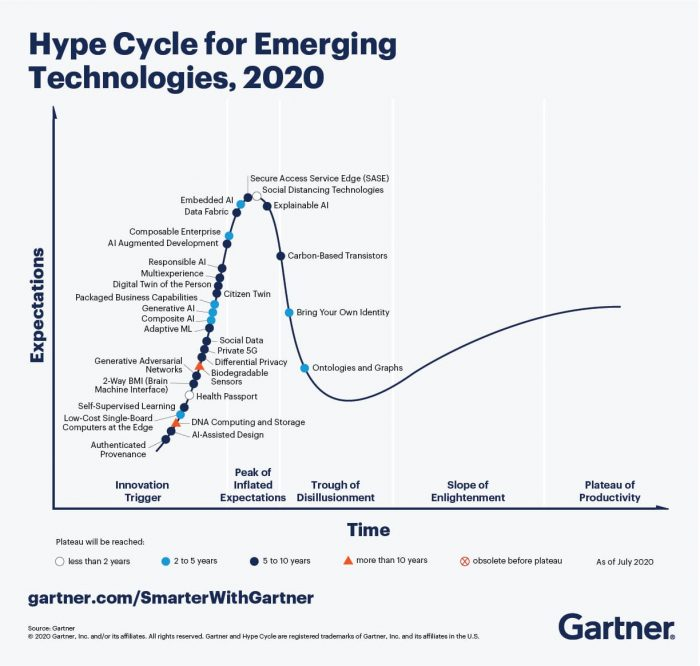 Hype Cycle for Emerging
Technologies, 2020
Expectations
Secure Access Service Edge (SASE)
Social Distancing Technologies
Embedded AI
Explainable AI
Data Fabric
Composable Enterprise
AI Augmented Development
Carbon-Based Transistors
Responsible AI
Multiexperience
Digital Twin of the Person
Citizen Twin
Packaged Business Capabilities
Generative AI
Bring Your Own Identity
Composite AI
Adaptive ML
Social Data
Private 5G
Differential Privacy
Generative Adversarial
Networks
Biodegradable
Sensors
Ontologies and Graphs
2-Way BMI (Brain
Machine Interface)
Health Passport
Self-Supervised Learning
Low-Cost Single-Board
Computers at the Edge
DNA Computing and Storage
AI-Assisted Design
Authenticated
Provenance
Innovation
Trigger
Peak of
Inflated
Expectations
Trough of
Disillusionment
Slope of
Enlightenment
Plateau of
Productivity
Time
Plateau will be reached:
less than 2 years
2 to 5 years
5 to 10 years
more than 10 years
obsolete before plateau
As of July 2020
gartner.com/SmarterWithGartner
Source: Gartner
© 2020 Gartner, Inc. and/or its affiliates. All rights reserved. Gartner and Hype Cycle are registered trademarks of Gartner, Inc. and its affiliates in the U.S.
Gartner®